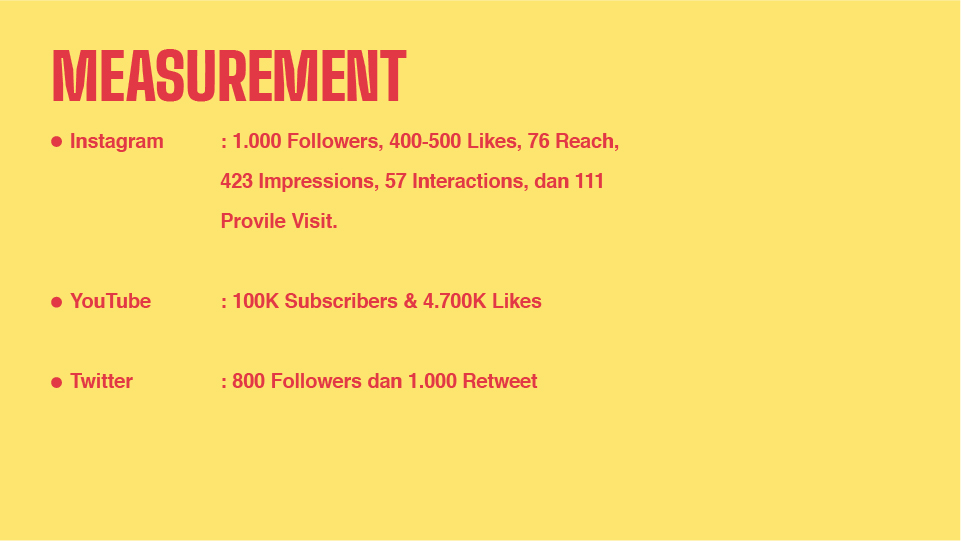 MEASUREMENT
• Instagram : 1.000 Followers, 400-500 Likes, 76 Reach,
423 Impressions, 57 Interactions, dan 111
Provile Visit.
• YouTube : 100K Subscribers & 4.700K Likes
• Twitter : 800 Followers dan 1.000 Retweet